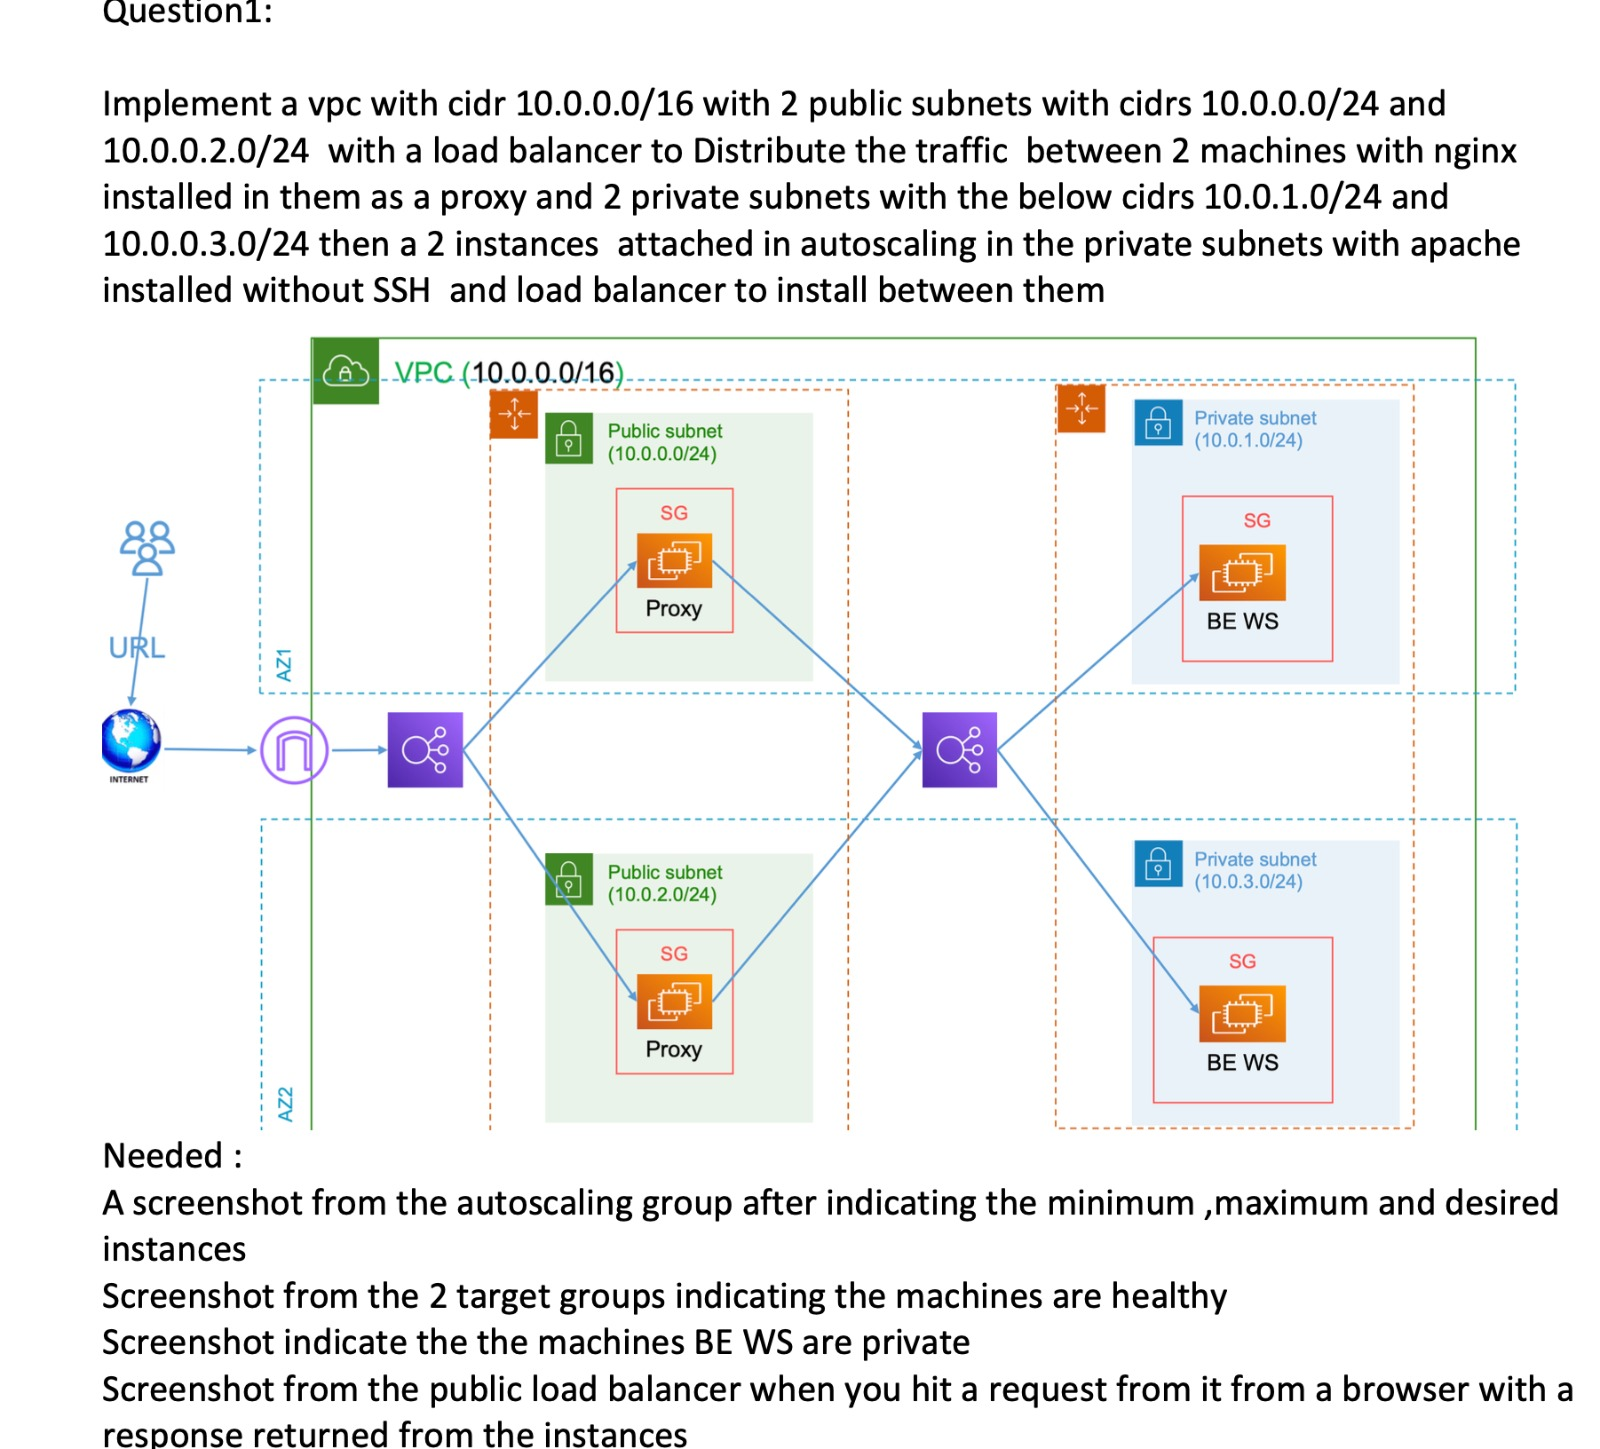 Question1:
Implement a vpc with cidr 10.0.0.0/16 with 2 public subnets with cidrs 10.0.0.0/24 and
10.0.0.2.0/24  with a load balancer to Distribute the traffic  between 2 machines with nginx
installed in them as a proxy and 2 private subnets with the below cidrs 10.0.1.0/24 and
10.0.0.3.0/24 then a 2 instances  attached in autoscaling in the private subnets with apache
installed without SSH  and load balancer to install between them
VPC (10.0.0.0/16)
Public subnet
(10.0.0.0/24)
Private subnet
(10.0.1.0/24)
SG
Proxy
SG
BE WS
URL
AZ1
INTERNET
Public subnet
(10.0.2.0/24)
Private subnet
(10.0.3.0/24)
SG
Proxy
SG
BE WS
AZ2
Needed :
A screenshot from the autoscaling group after indicating the minimum ,maximum and desired
instances
Screenshot from the 2 target groups indicating the machines are healthy
Screenshot indicate the the machines BE WS are private
Screenshot from the public load balancer when you hit a request from it from a browser with a
response returned from the instances